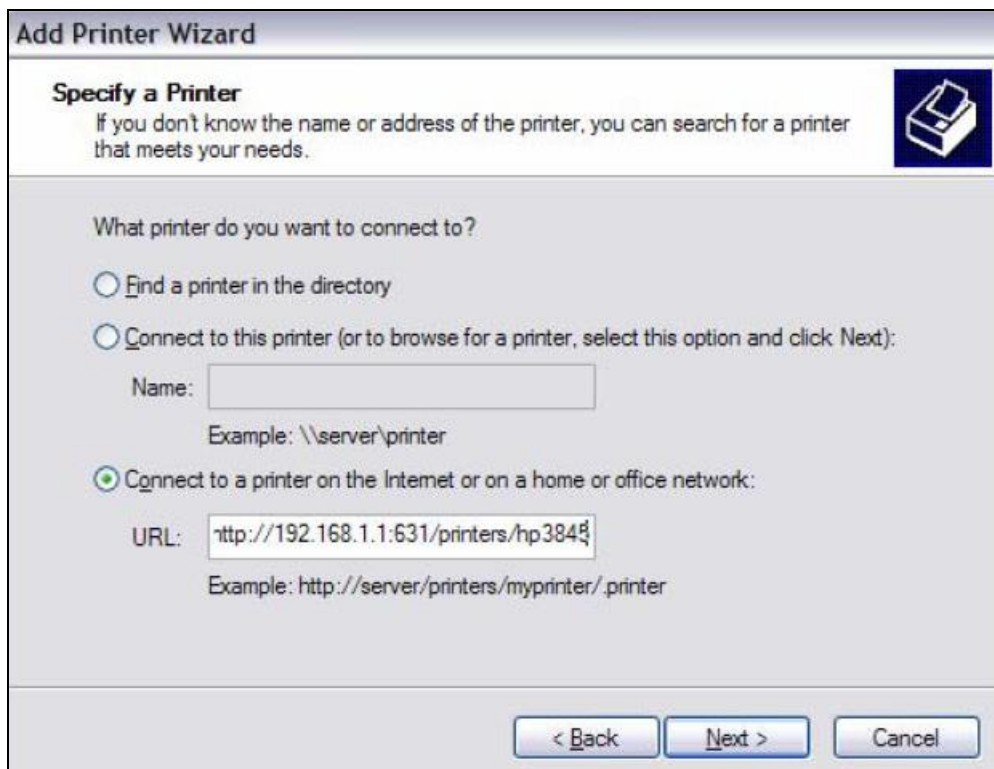 Add Printer Wizard
Specify a Printer
If you don't know the name or address of the printer, you can search for a printer
that meets your needs.
What printer do you want to connect to?
Find a printer in the directory
Connect to this printer (or to browse for a printer, select this option and click Next):
Name:
Example: \\server\printer
Connect to a printer on the Internet or on a home or office network:
URL: http://192.168.1.1:631/printers/hp3845
Example: http://server/printers/myprinter/.printer
< Back Next > Cancel